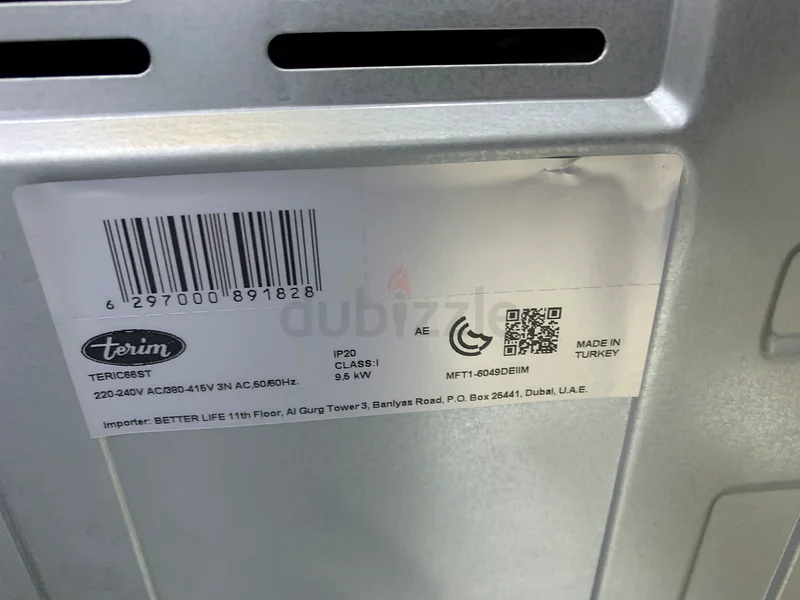 6 297000 891828
dubizzle
terim
TERIC66ST
220-240V AC/380-415V 3N AC,50/60Hz.
IP20
CLASS:I
9.5 kW
AE
MFT1-6049DEIIM
MADE IN
TURKEY
Importer: BETTER LIFE 11th Floor, Al Gurg Tower 3, Baniyas Road, P.O. Box 25441, Dubai, U.A.E.